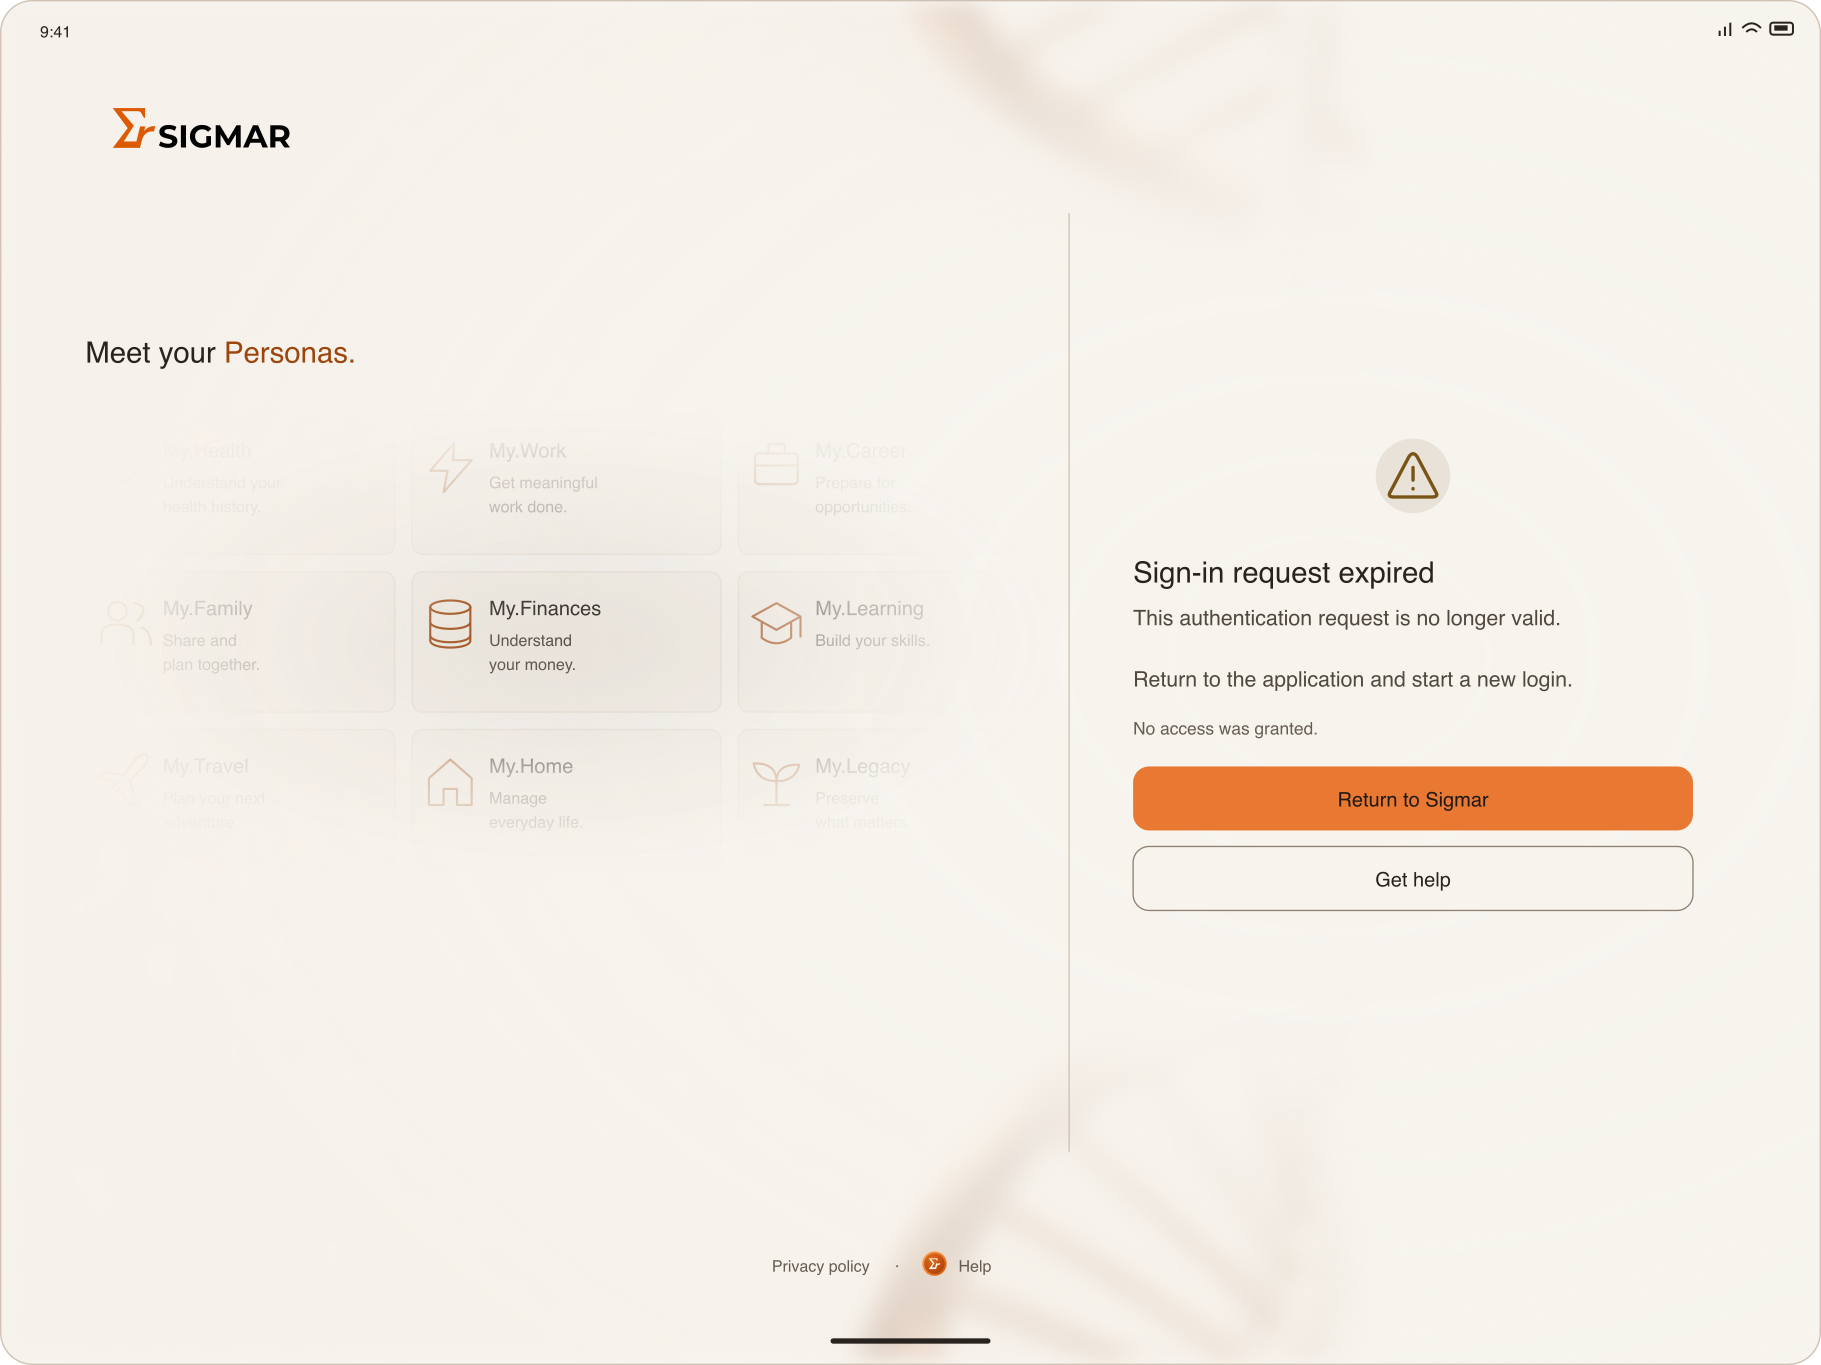 9:41
SIGMAR
Meet your Personas.
My.Health
Understand your
health history.
My.Work
Get meaningful
work done.
My.Career
Prepare for
opportunities.
My.Family
Share and
plan together.
My.Finances
Understand
your money.
My.Learning
Build your skills.
My.Travel
Plan your next
adventure.
My.Home
Manage
everyday life.
My.Legacy
Preserve
what matters.
Sign-in request expired
This authentication request is no longer valid.
Return to the application and start a new login.
No access was granted.
Return to Sigmar
Get help
Privacy policy · Help